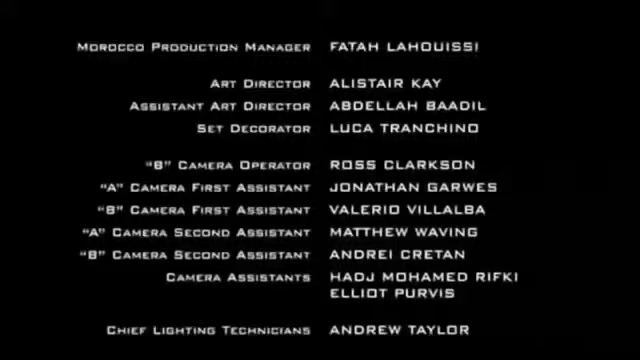 Morocco Production Manager FATAH LAHOUISSI
Art Director ALISTAIR KAY
Assistant Art Director ABDELLAH BAADIL
Set Decorator LUCA TRANCHINO
"B" Camera Operator ROSS CLARKSON
"A" Camera First Assistant JONATHAN GARWES
"B" Camera First Assistant VALERIO VILLALBA
"A" Camera Second Assistant MATTHEW WAVING
"B" Camera Second Assistant ANDREI CRETAN
Camera Assistants HADJ MOHAMED RIFKI
ELLIOT PURVIS
Chief Lighting Technicians ANDREW TAYLOR